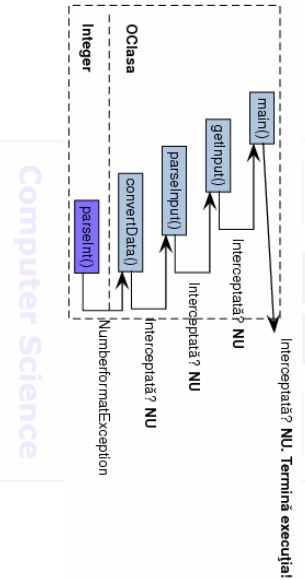 main()
Interceptată? NU. Termină execuția!
getInput()
Interceptată? NU
parseInput()
Interceptată? NU
convertData()
Interceptată? NU
OClasa
Integer
parseInt()
NumberformatException
Computer Science